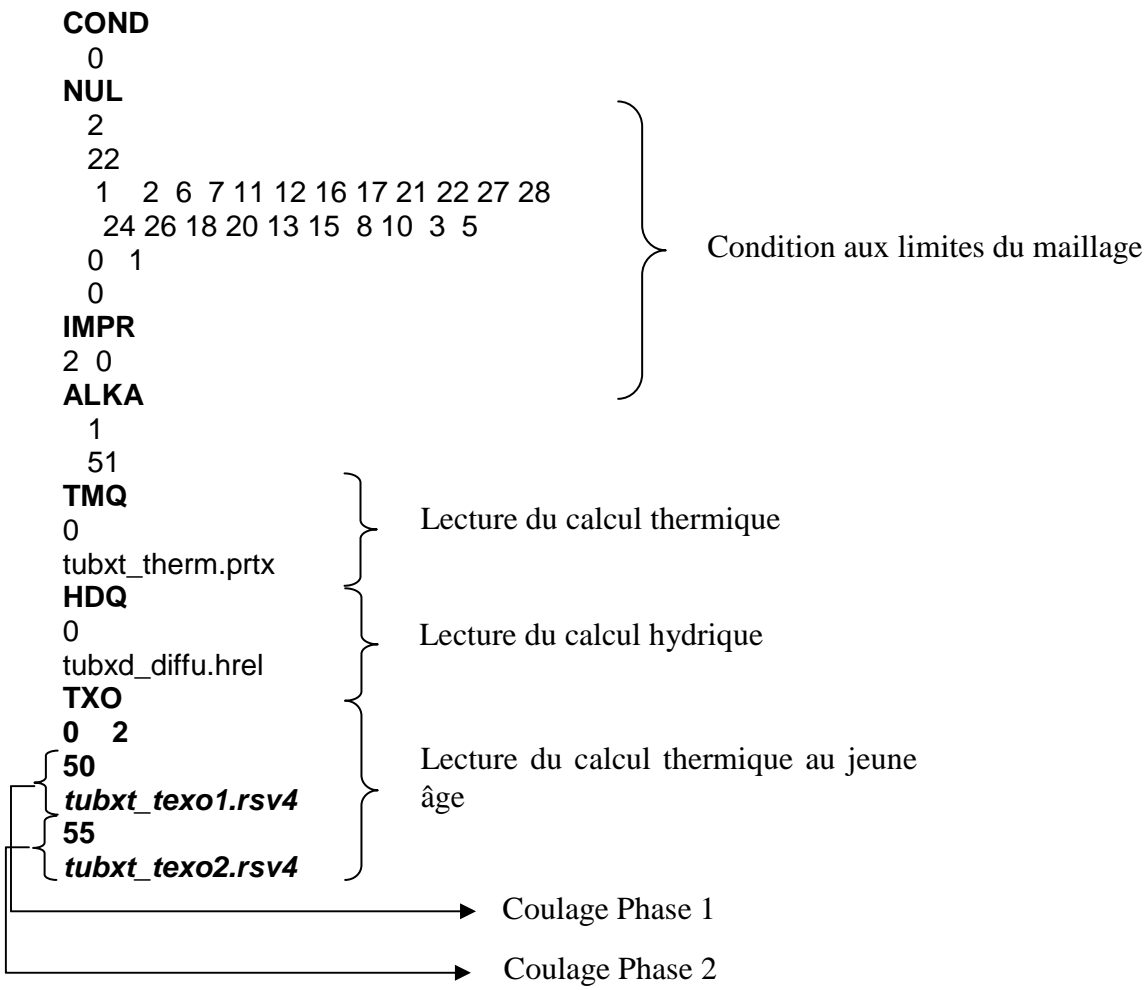 COND
0
NUL
2
22
1 2 6 7 11 12 16 17 21 22 27 28
24 26 18 20 13 15 8 10 3 5
0 1
0
IMPR
2 0
ALKA
1
51
Condition aux limites du maillage
TMQ
0
tubxt_therm.prtx
Lecture du calcul thermique
HDQ
0
tubxd_diffu.hrel
Lecture du calcul hydrique
TXO
0 2
50
tubxt_texo1.rsv4
55
tubxt_texo2.rsv4
Lecture du calcul thermique au jeune
âge
Coulage Phase 1
Coulage Phase 2